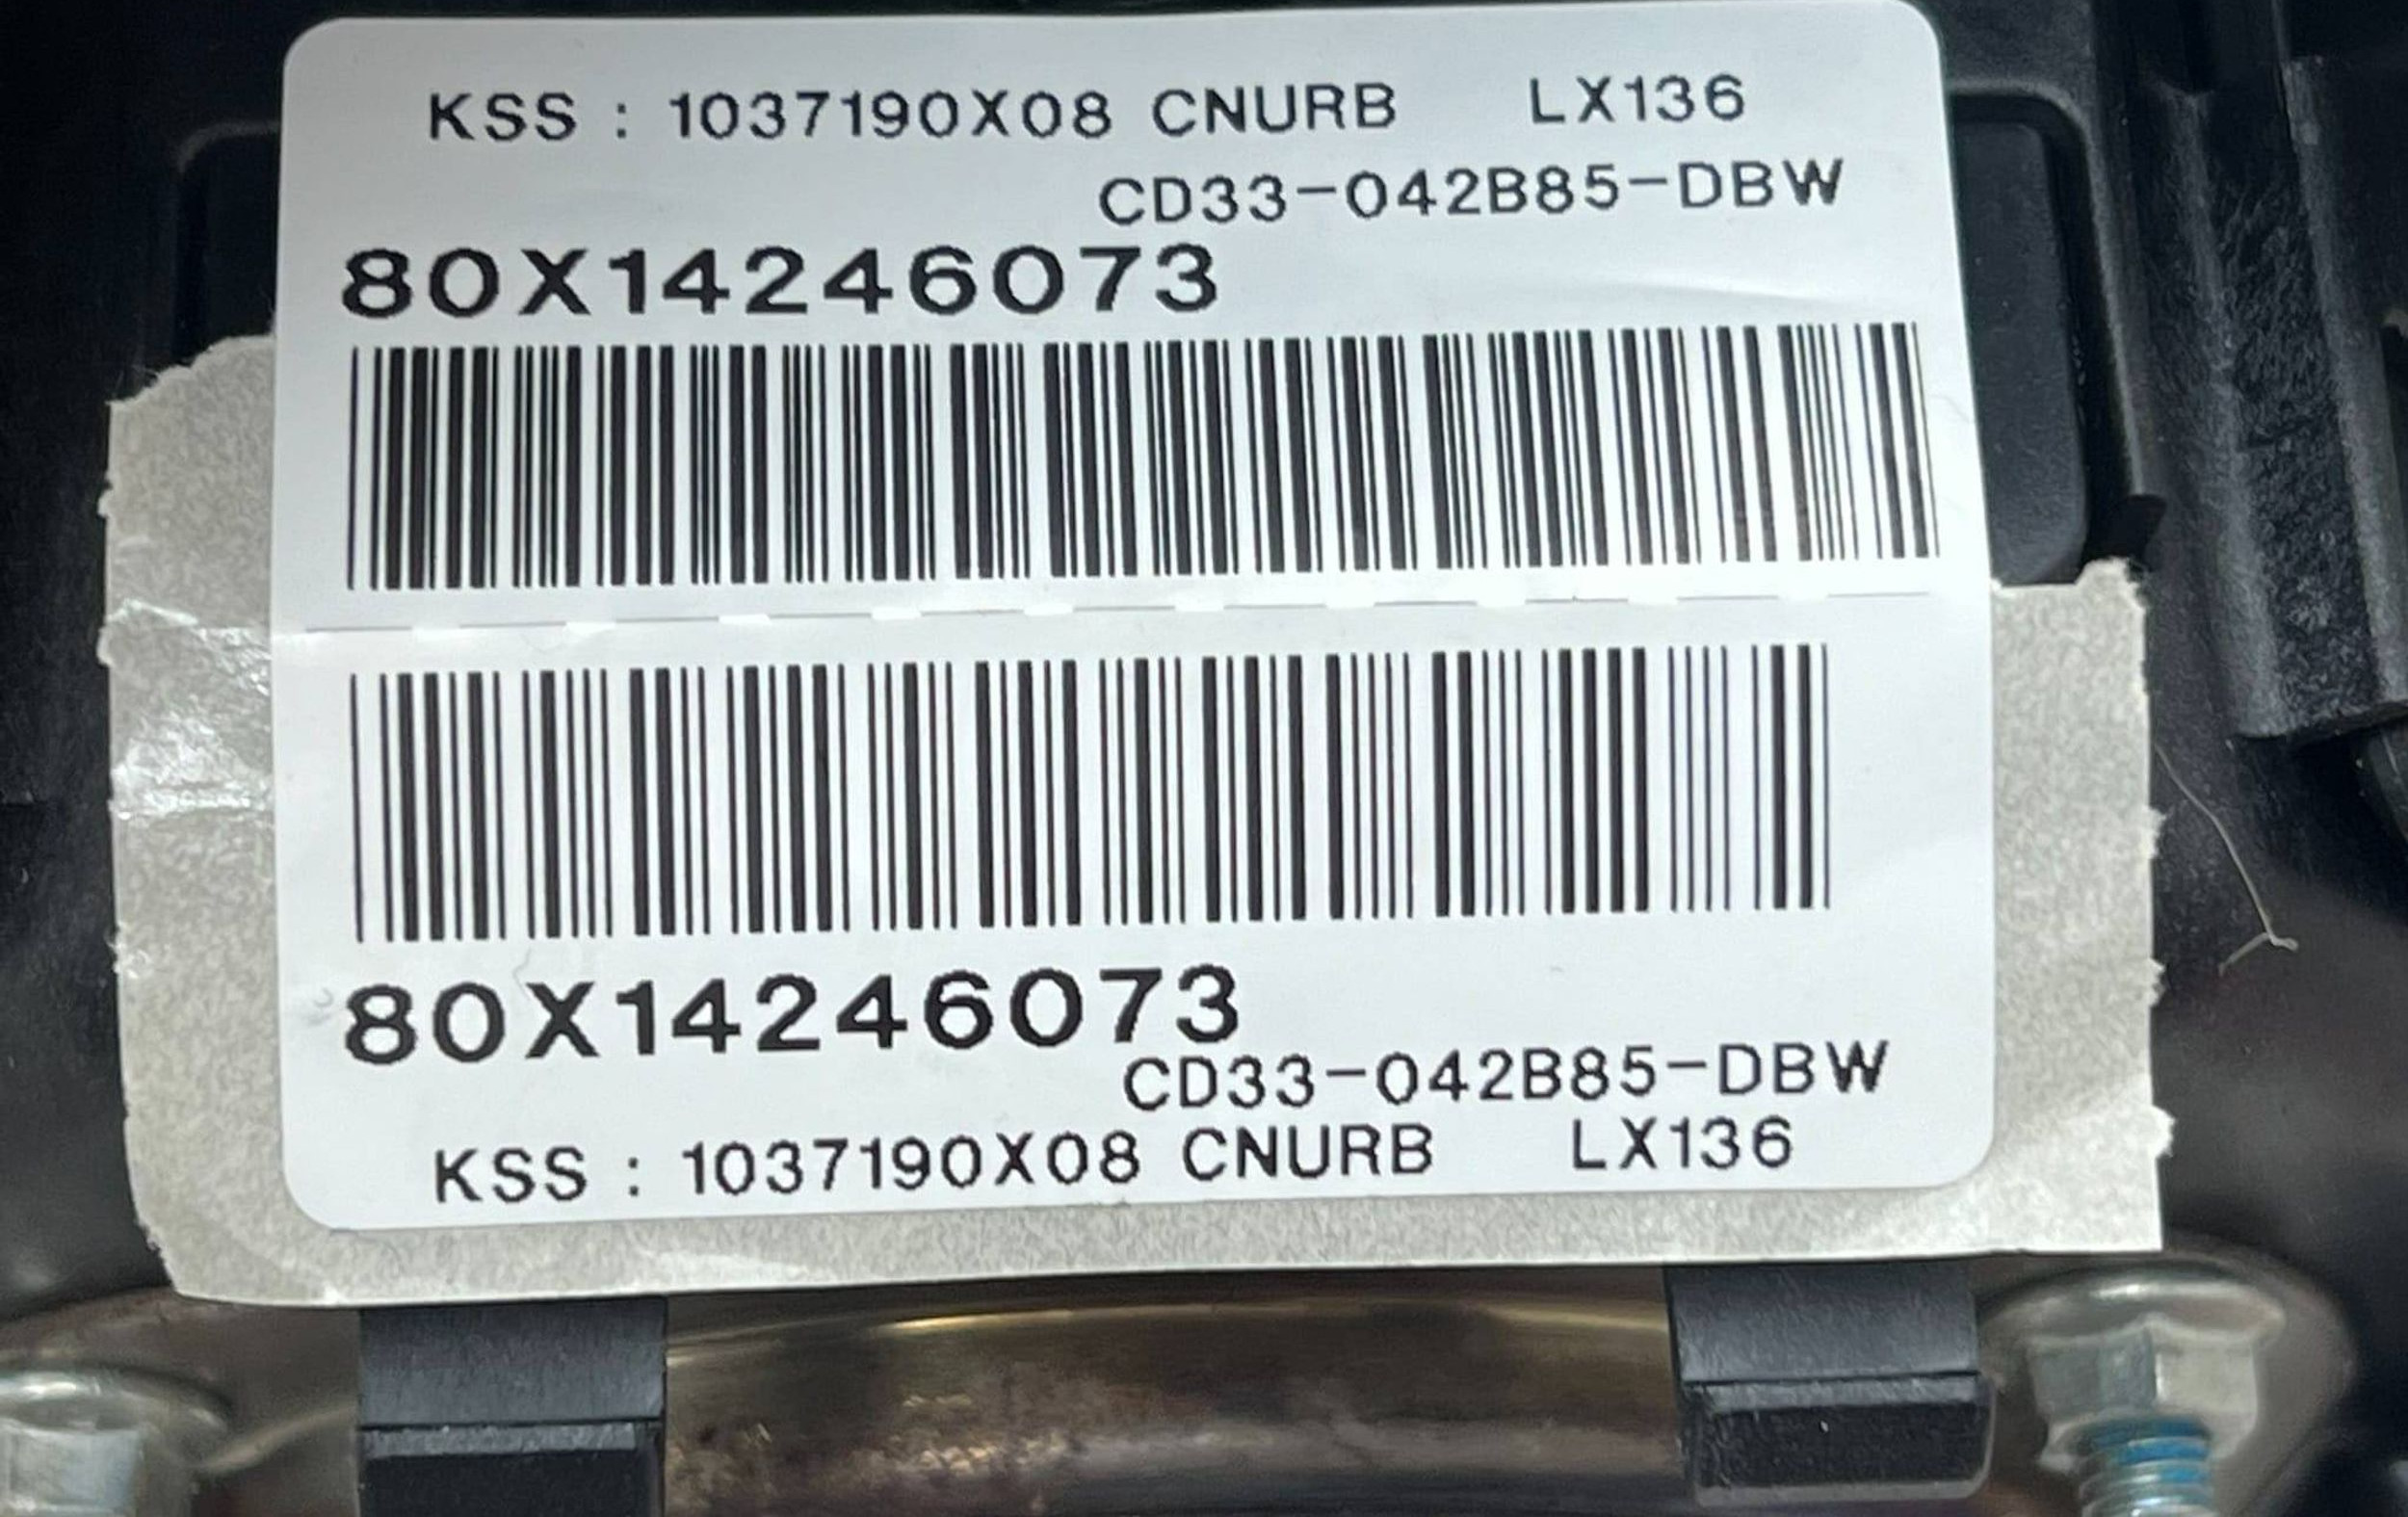 KSS : 1037190X08 CNURB LX136
CD33-042B85-DBW
80X14246073
80X14246073
CD33-042B85-DBW
KSS : 1037190X08 CNURB LX136